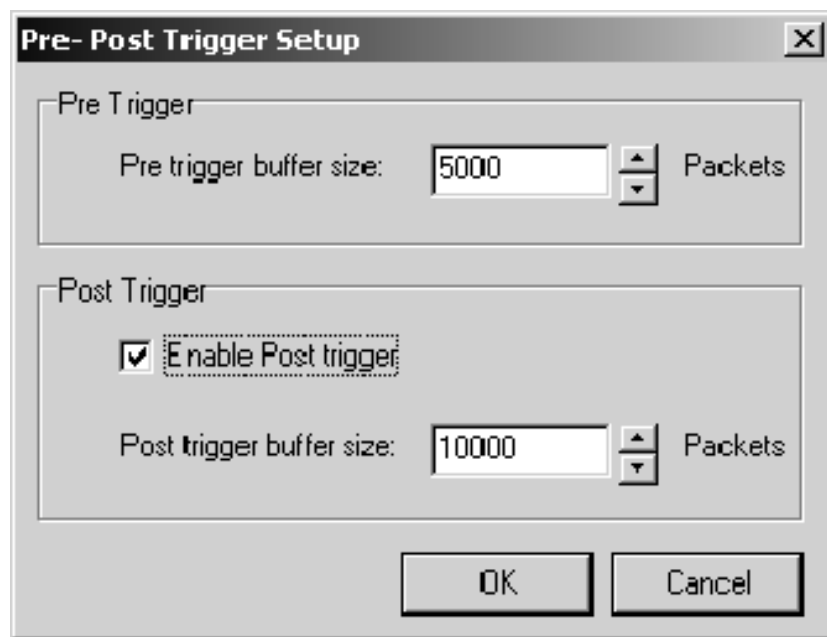 Pre- Post Trigger Setup
Pre Trigger
Pre trigger buffer size: 5000 Packets
Post Trigger
Enable Post trigger
Post trigger buffer size: 10000 Packets
OK Cancel